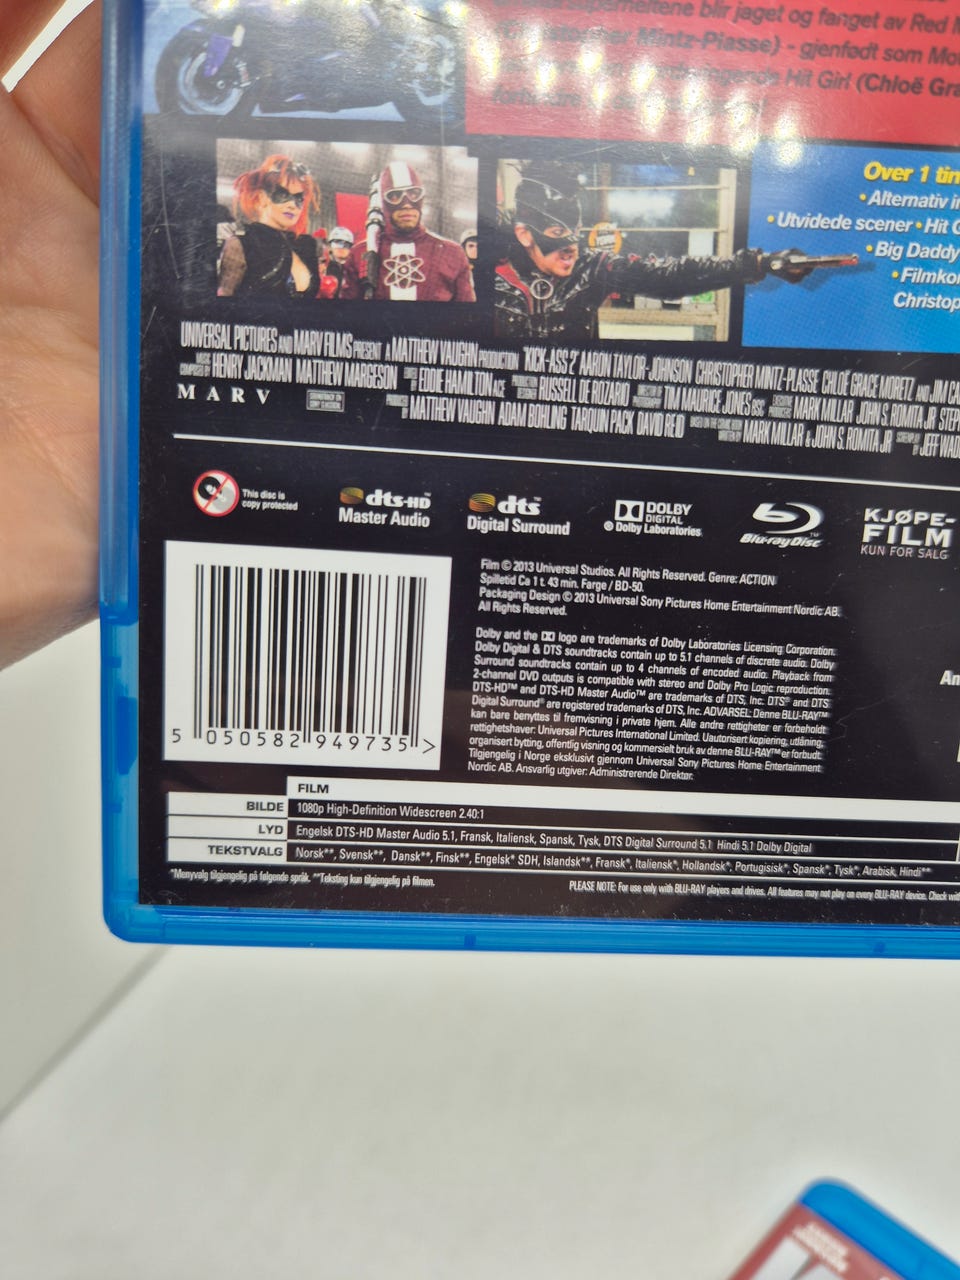 superheltene blir jaget og fanget av Red
Mintz-Plasse) - gjenfødt som
Hit Girl (Chloë
Over 1
• Alternativ
• Utvidede scener • Hit
• Big Daddy
•
UNIVERSAL PICTURES AND MARV FILMS PRESENT A MATTHEW VAUGHN PRODUCTION "KICK-ASS 2" AARON TAYLOR-JOHNSON CHRISTOPHER MINTZ-PLASSE CHLOË GRACE MORETZ AND JIM
HENRY JACKMAN MATTHEW MARGESON EDDIE HAMILTON ACE RUSSELL DE ROZARIO TIM MAURICE-JONES BSC MARK MILLAR JOHN S. ROMITA JR
MATTHEW VAUGHN ADAM BOHLING TARQUIN PACK DAVID REID MARK MILLAR & JOHN S. ROMITA JR JEFF
MARV
This disc is
copy protected
dts-HD™
Master Audio
dts™
Digital Surround
DOLBY
DIGITAL
® Dolby Laboratories
Blu-ray Disc™
KJØPE-
FILM
KUN FOR SALG
Film © 2013 Universal Studios. All Rights Reserved. Genre: ACTION
Spilletid Ca 1 t. 43 min. Farge / BD-50.
Packaging Design © 2013 Universal Sony Pictures Home Entertainment Nordic AB.
All Rights Reserved.
Dolby and the logo are trademarks of Dolby Laboratories Licensing Corporation.
Dolby Digital & DTS soundtracks contain up to 5.1 channels of discrete audio. Dolby
Surround soundtracks contain up to 4 channels of encoded audio. Playback from
2-channel DVD outputs is compatible with stereo and Dolby Pro Logic reproduction.
DTS-HD™ and DTS-HD Master Audio™ are trademarks of DTS, Inc. DTS® and DTS
Digital Surround® are registered trademarks of DTS, Inc. ADVARSEL: Denne BLU-RAY™
kan bare benyttes til fremvisning i private hjem. Alle andre rettigheter er forbeholdt
rettighetshaver: Universal Pictures International Limited. Uautorisert kopiering, utlåning,
organisert bytting, offentlig visning og kommersielt bruk av denne BLU-RAY™ er forbudt.
Tilgjengelig i Norge eksklusivt gjennom Universal Sony Pictures Home Entertainment
Nordic AB. Ansvarlig utgiver: Administrerende Direktør.
5 050582 949735 >
FILM
BILDE 1080p High-Definition Widescreen 2.40:1
LYD Engelsk DTS-HD Master Audio 5.1, Fransk, Italiensk, Spansk, Tysk, DTS Digital Surround 5.1 Hindi 5.1 Dolby Digital
TEKSTVALG Norsk**, Svensk**, Dansk**, Finsk**, Engelsk* SDH, Islandsk**, Fransk*, Italiensk*, Hollandsk*, Portugisisk*, Spansk*, Tysk*, Arabisk, Hindi**
*Menyvalg tilgjengelig på følgende språk. **Teksting kun tilgjengelig på filmen.
PLEASE NOTE: For use only with BLU-RAY players and drives. All features may not play on every BLU-RAY device. Check